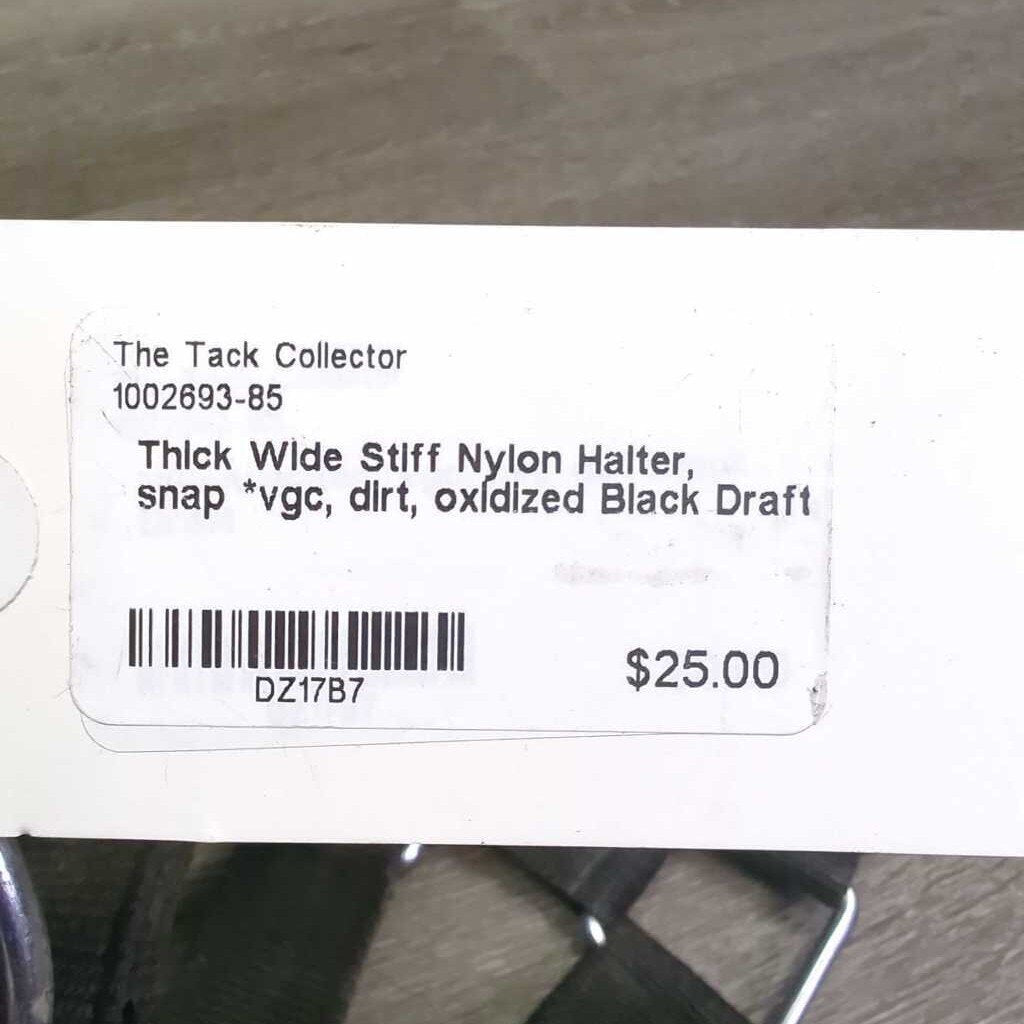 The Tack Collector
1002693-85
Thick Wide Stiff Nylon Halter,
snap *vgc, dirt, oxidized Black Draft
DZ17B7
$25.00